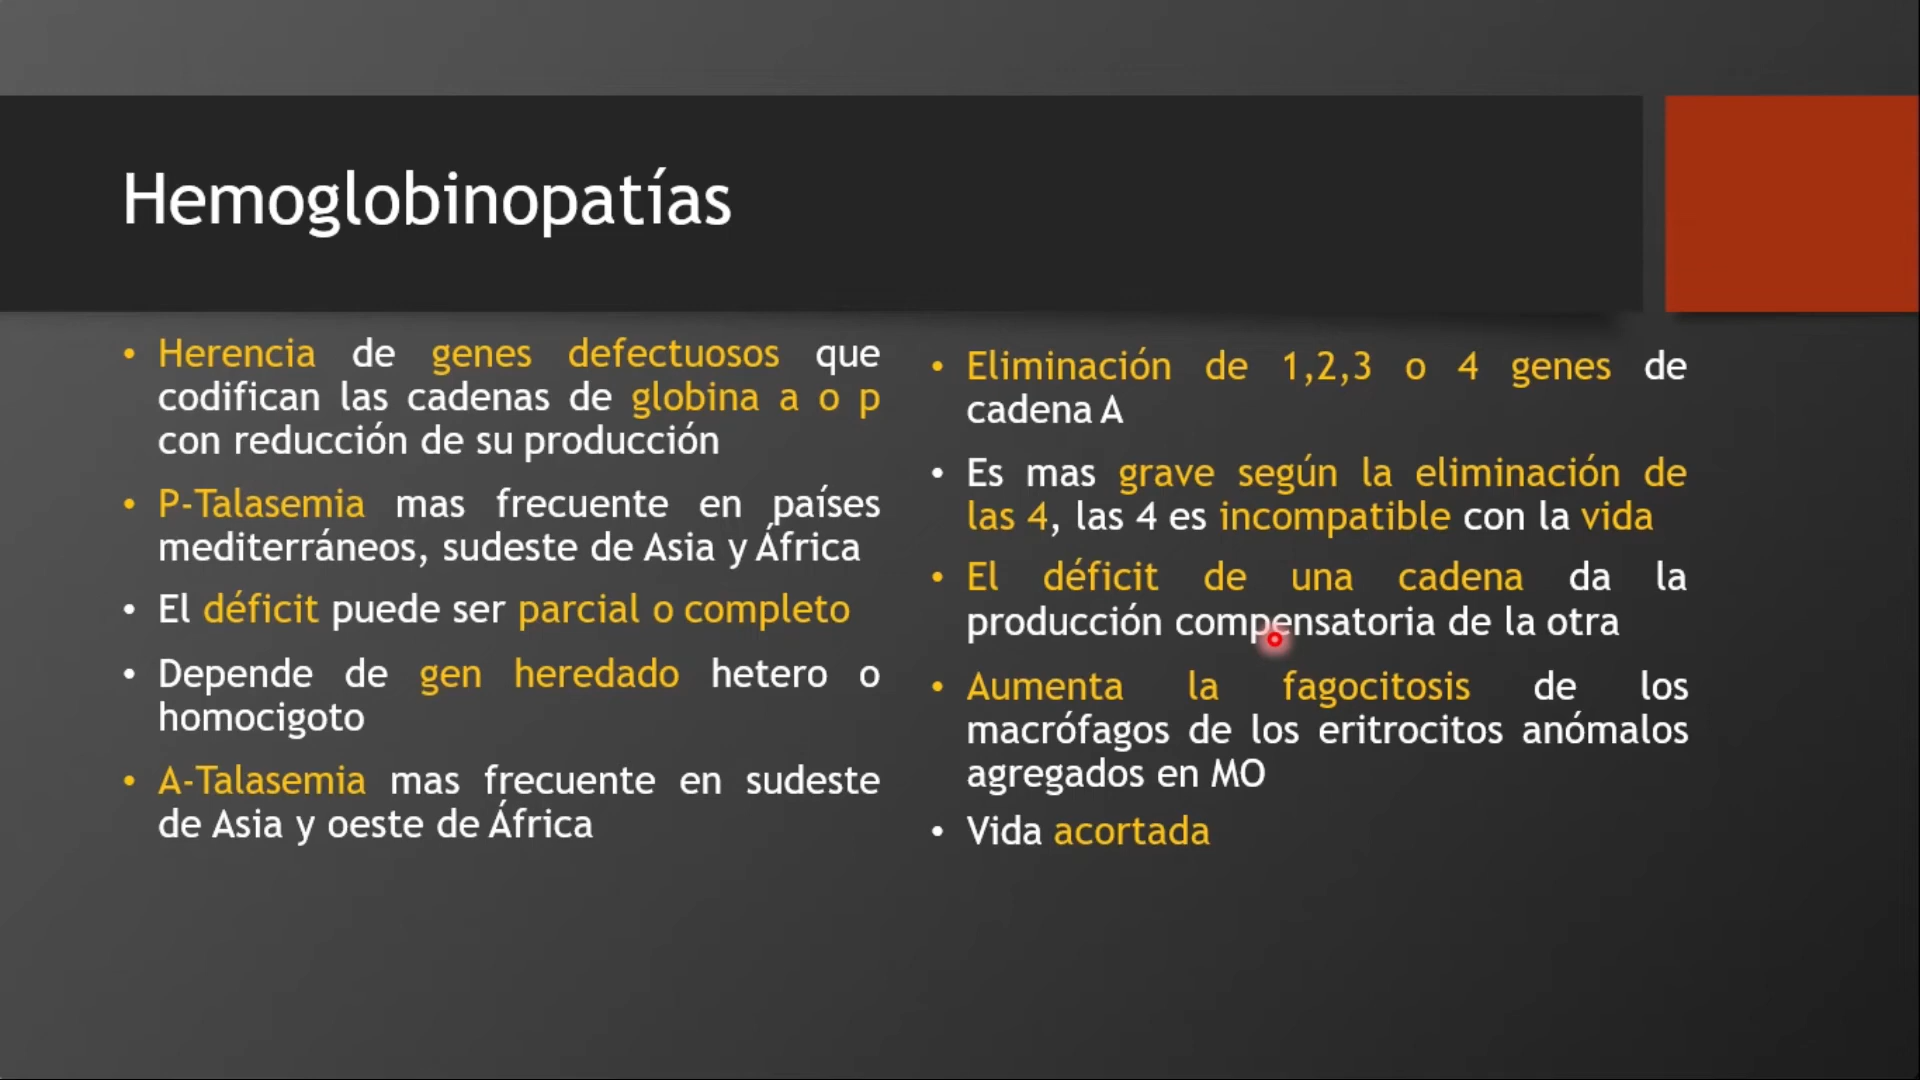 Hemoglobinopatías
• Herencia de genes defectuosos que
codifican las cadenas de globina a o p
con reducción de su producción
• P-Talasemia mas frecuente en países
mediterráneos, sudeste de Asia y África
• El déficit puede ser parcial o completo
• Depende de gen heredado hetero o
homocigoto
• A-Talasemia mas frecuente en sudeste
de Asia y oeste de África
• Eliminación de 1,2,3 o 4 genes de
cadena A
• Es mas grave según la eliminación de
las 4, las 4 es incompatible con la vida
• El déficit de una cadena da la
producción compensatoria de la otra
• Aumenta la fagocitosis de los
macrófagos de los eritrocitos anómalos
agregados en MO
• Vida acortada